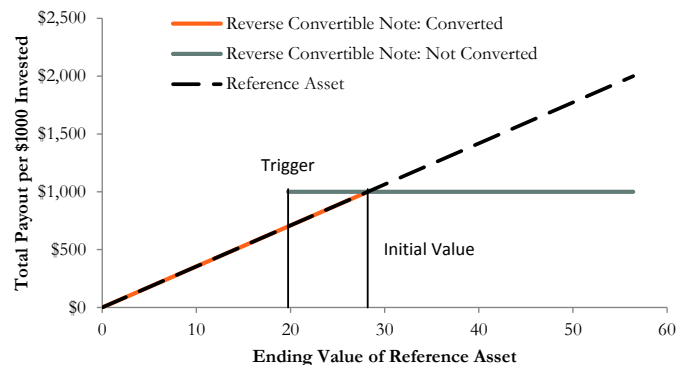 $2,500
Reverse Convertible Note: Converted
Reverse Convertible Note: Not Converted
$2,000
Reference Asset
$1,500
Trigger
$1,000
$500
Initial Value
$0
0 10 20 30 40 50 60
Total Payout per $1000 Invested
Ending Value of Reference Asset